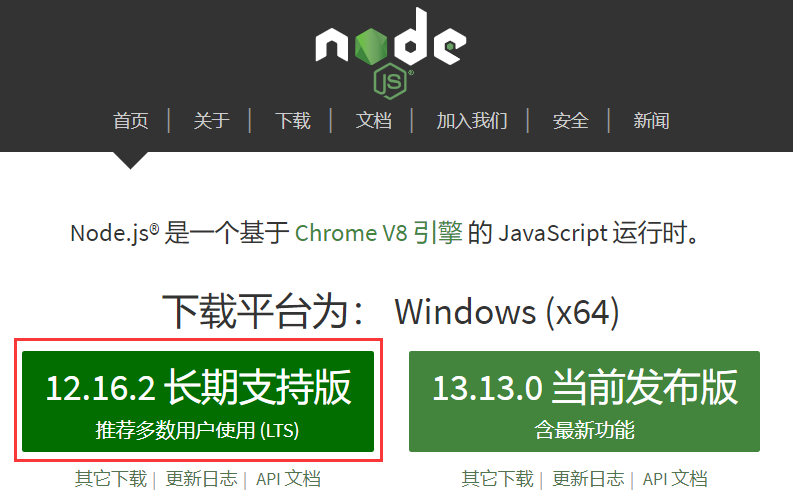 node
JS®
首页 | 关于 | 下载 | 文档 | 加入我们 | 安全 | 新闻
Node.js® 是一个基于 Chrome V8 引擎 的 JavaScript 运行时。
下载平台为： Windows (x64)
12.16.2 长期支持版
推荐多数用户使用 (LTS)
其它下载 | 更新日志 | API 文档
13.13.0 当前发布版
含最新功能
其它下载 | 更新日志 | API 文档